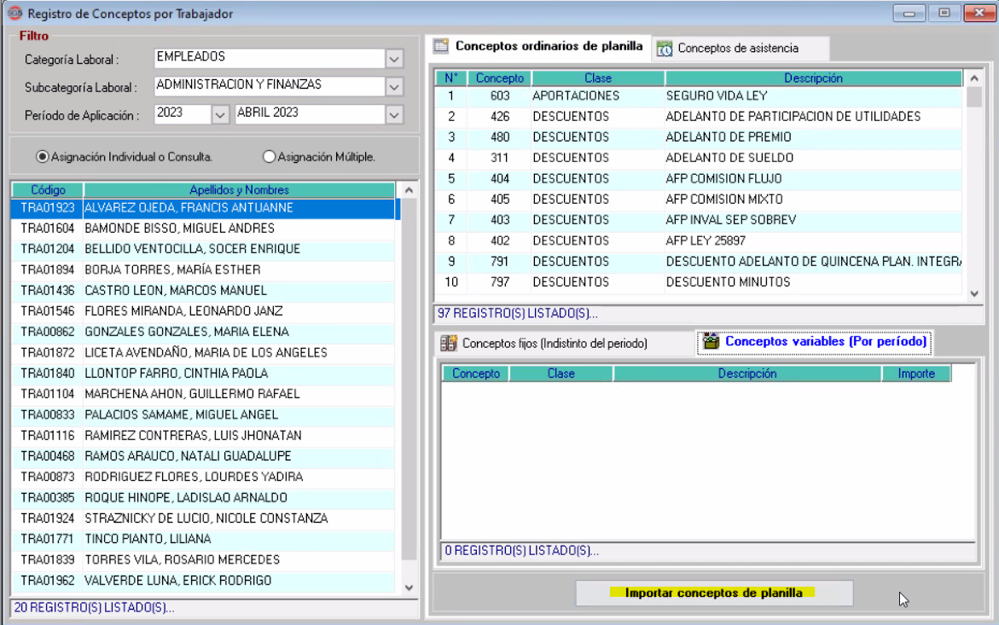 SGS Registro de Conceptos por Trabajador
Filtro
Categoría Laboral : EMPLEADOS
Subcategoría Laboral : ADMINISTRACION Y FINANZAS
Período de Aplicación : 2023 ABRIL 2023
Asignación Individual o Consulta. Asignación Múltiple.
Código Apellidos y Nombres
TRA01923 ALVAREZ OJEDA, FRANCIS ANTUANNE
TRA01604 BAMONDE BISSO, MIGUEL ANDRES
TRA01204 BELLIDO VENTOCILLA, SOCER ENRIQUE
TRA01894 BORJA TORRES, MARÍA ESTHER
TRA01436 CASTRO LEON, MARCOS MANUEL
TRA01546 FLORES MIRANDA, LEONARDO JANZ
TRA00862 GONZALES GONZALES, MARIA ELENA
TRA01872 LICETA AVENDAÑO, MARIA DE LOS ANGELES
TRA01840 LLONTOP FARRO, CINTHIA PAOLA
TRA01104 MARCHENA AHON, GUILLERMO RAFAEL
TRA00833 PALACIOS SAMAME, MIGUEL ANGEL
TRA01116 RAMIREZ CONTRERAS, LUIS JHONATAN
TRA00468 RAMOS ARAUCO, NATALI GUADALUPE
TRA00873 RODRIGUEZ FLORES, LOURDES YADIRA
TRA00385 ROQUE HINOPE, LADISLAO ARNALDO
TRA01924 STRAZNICKY DE LUCIO, NICOLE CONSTANZA
TRA01771 TINCO PIANTO, LILIANA
TRA01839 TORRES VILA, ROSARIO MERCEDES
TRA01962 VALVERDE LUNA, ERICK RODRIGO
20 REGISTRO(S) LISTADO(S)...
Conceptos ordinarios de planilla Conceptos de asistencia
N° Concepto Clase Descripción
1 603 APORTACIONES SEGURO VIDA LEY
2 426 DESCUENTOS ADELANTO DE PARTICIPACION DE UTILIDADES
3 480 DESCUENTOS ADELANTO DE PREMIO
4 311 DESCUENTOS ADELANTO DE SUELDO
5 404 DESCUENTOS AFP COMISION FLUJO
6 405 DESCUENTOS AFP COMISION MIXTO
7 403 DESCUENTOS AFP INVAL SEP SOBREV
8 402 DESCUENTOS AFP LEY 25897
9 791 DESCUENTOS DESCUENTO ADELANTO DE QUINCENA PLAN. INTEGRA
10 797 DESCUENTOS DESCUENTO MINUTOS
97 REGISTRO(S) LISTADO(S)...
Conceptos fijos (Indistinto del periodo) Conceptos variables (Por período)
Concepto Clase Descripción Importe
0 REGISTRO(S) LISTADO(S)...
Importar conceptos de planilla